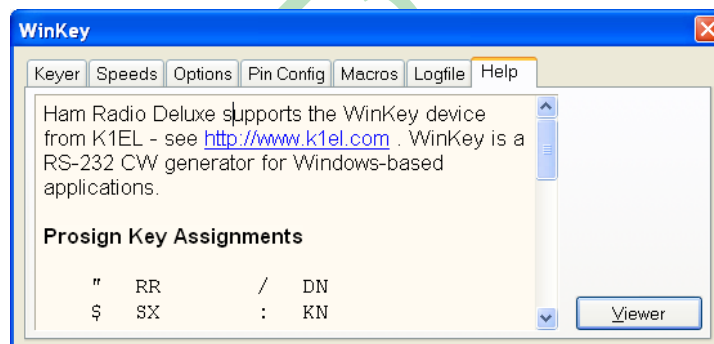 WinKey
Keyer Speeds Options Pin Config Macros Logfile Help
Ham Radio Deluxe supports the WinKey device
from K1EL - see http://www.k1el.com . WinKey is a
RS-232 CW generator for Windows-based
applications.
Prosign Key Assignments
" RR / DN
$ SX : KN
Viewer